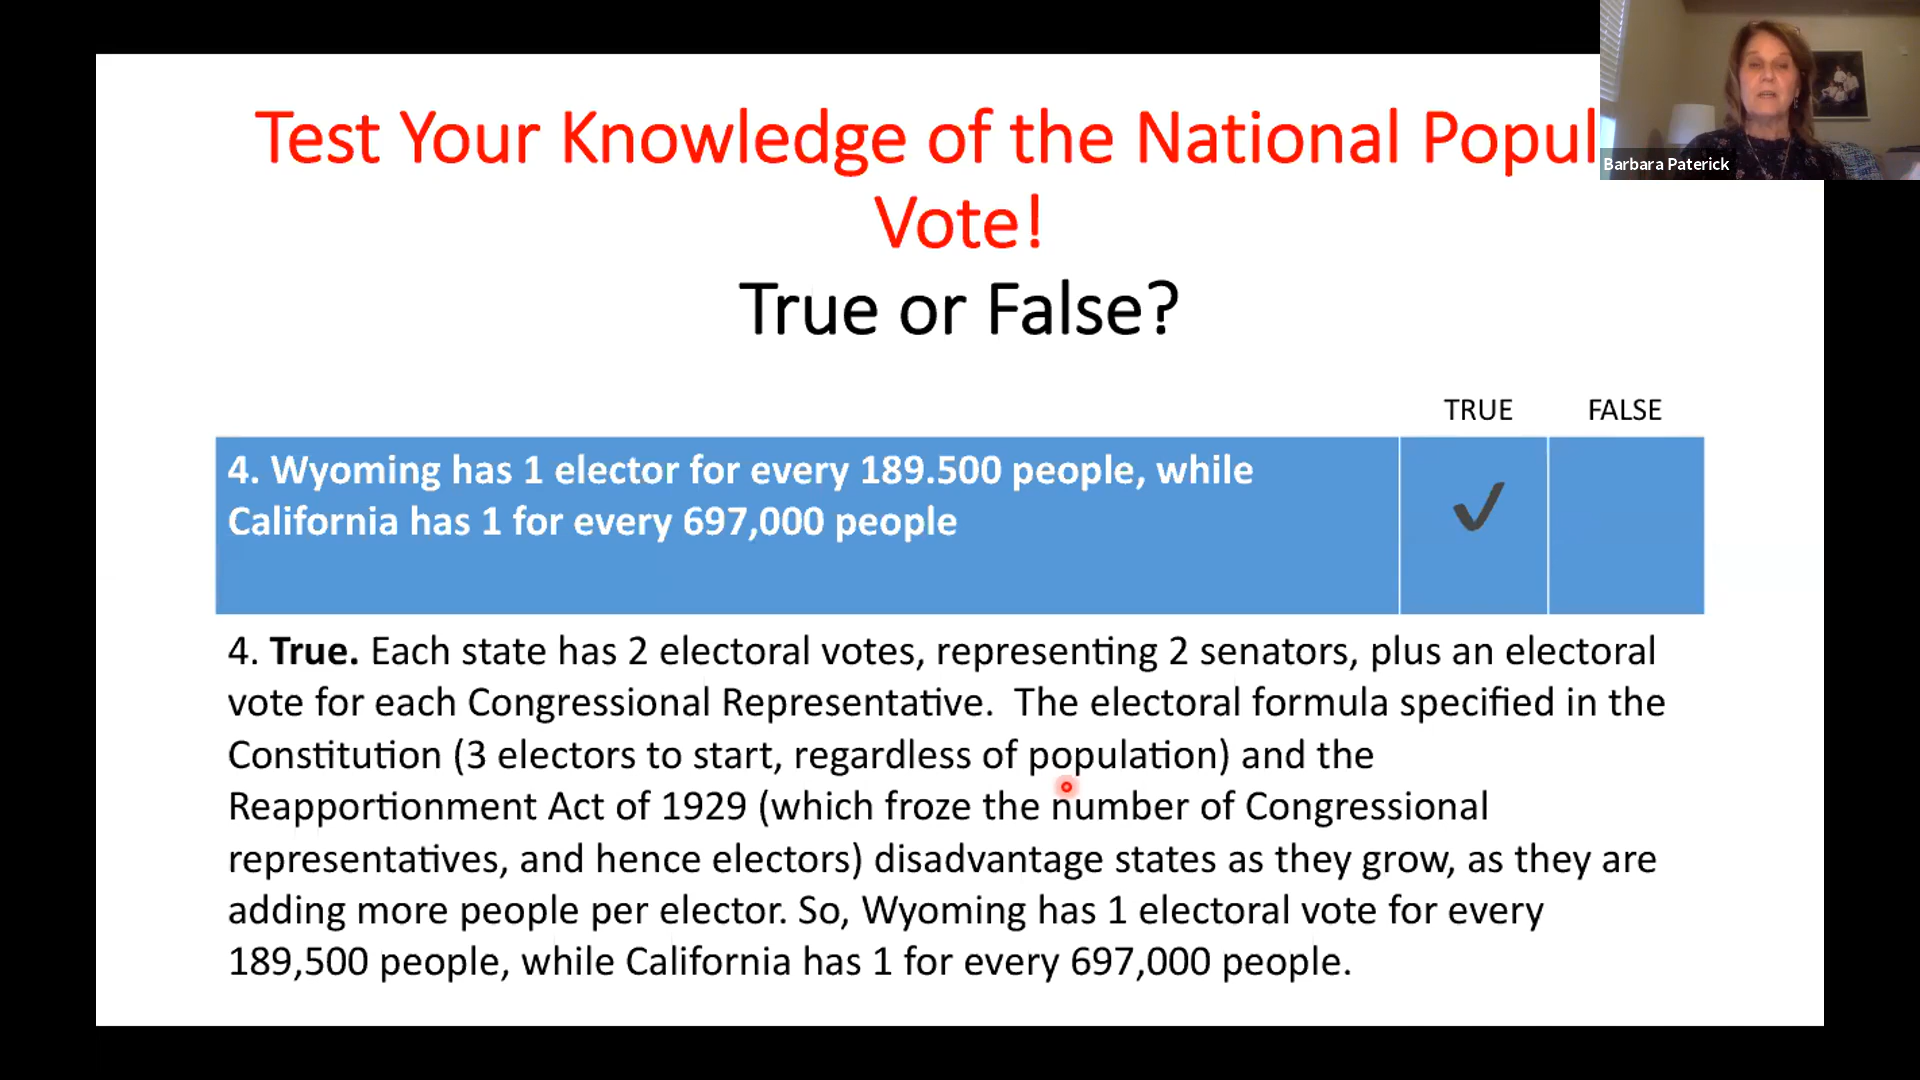 Test Your Knowledge of the National Popul
Vote!
True or False?
Barbara Paterick
TRUE FALSE
4. Wyoming has 1 elector for every 189.500 people, while
California has 1 for every 697,000 people
4. True. Each state has 2 electoral votes, representing 2 senators, plus an electoral
vote for each Congressional Representative. The electoral formula specified in the
Constitution (3 electors to start, regardless of population) and the
Reapportionment Act of 1929 (which froze the number of Congressional
representatives, and hence electors) disadvantage states as they grow, as they are
adding more people per elector. So, Wyoming has 1 electoral vote for every
189,500 people, while California has 1 for every 697,000 people.